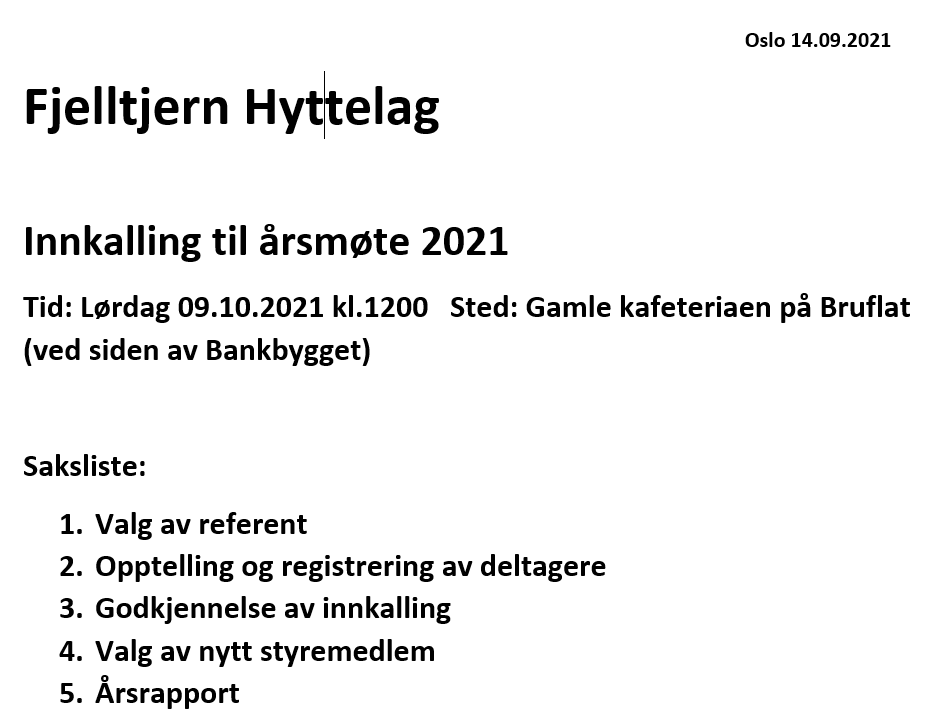 Oslo 14.09.2021
Fjelltjern Hyttelag
Innkalling til årsmøte 2021
Tid: Lørdag 09.10.2021 kl.1200   Sted: Gamle kafeteriaen på Bruflat
(ved siden av Bankbygget)
Saksliste:
1. Valg av referent
2. Opptelling og registrering av deltagere
3. Godkjennelse av innkalling
4. Valg av nytt styremedlem
5. Årsrapport